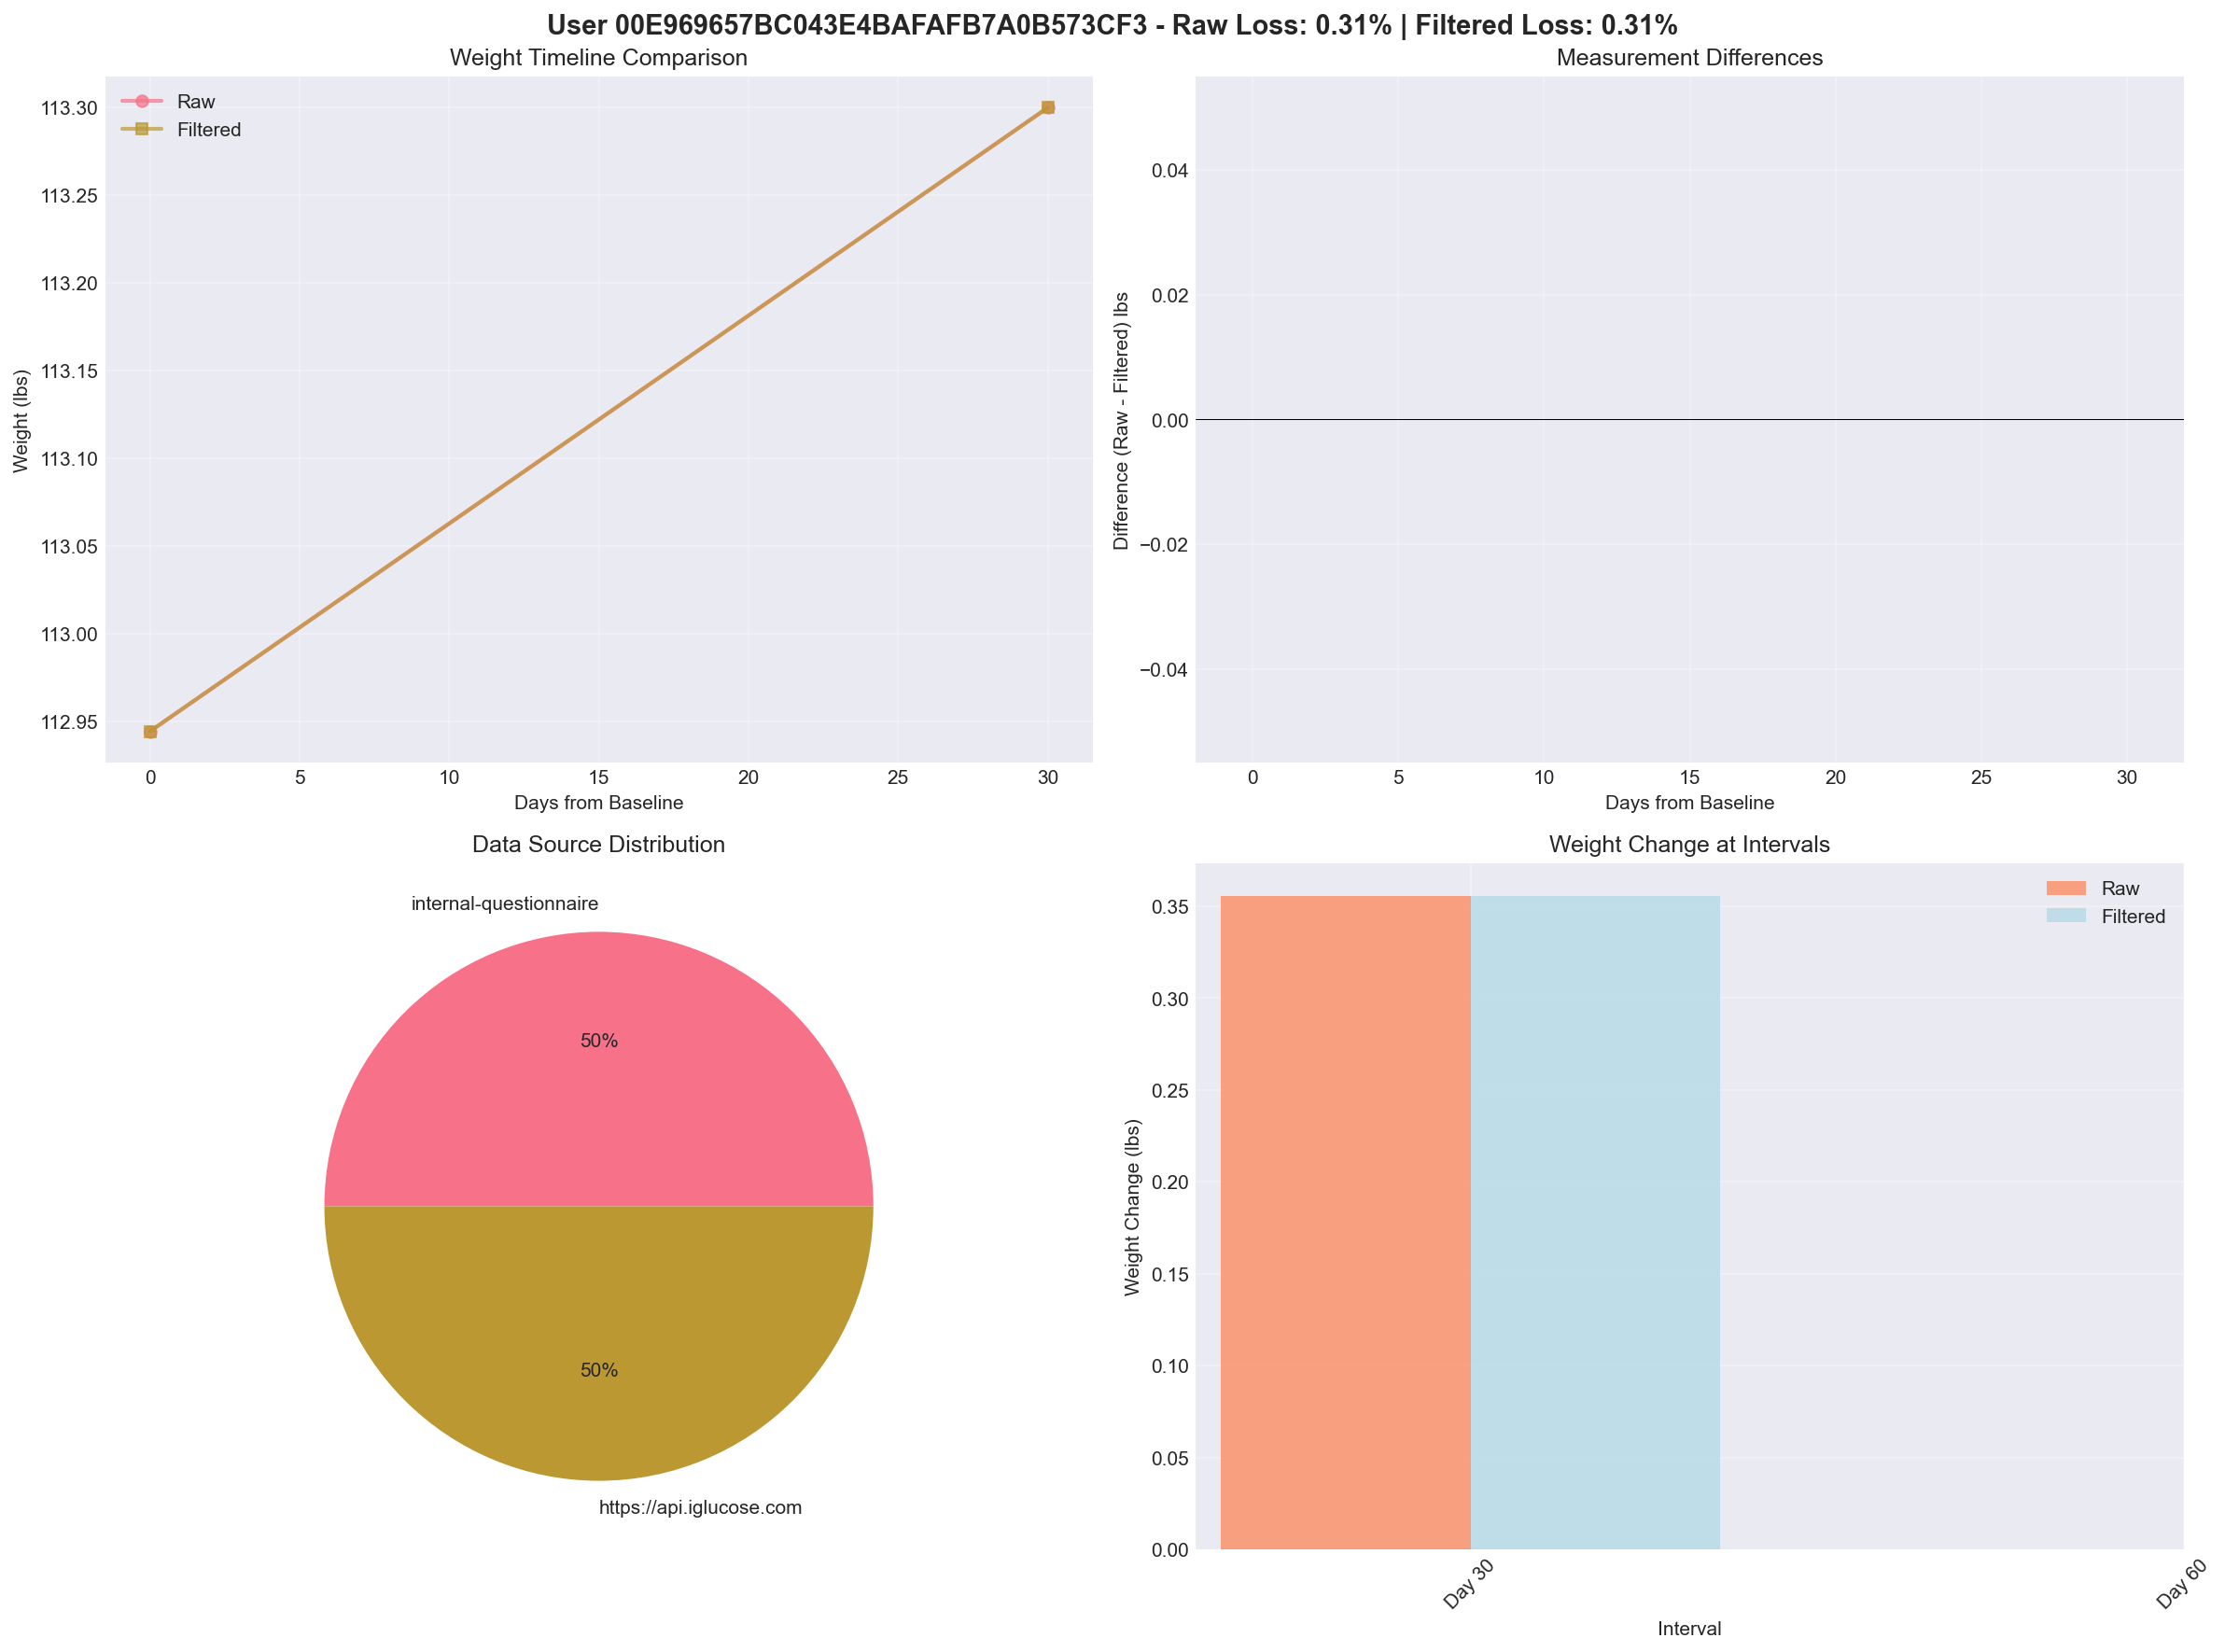 User 00E969657BC043E4BAFAFB7A0B573CF3 - Raw Loss: 0.31% | Filtered Loss: 0.31%
Weight Timeline Comparison
Raw
Filtered
113.30
113.25
113.20
113.15
113.10
113.05
113.00
112.95
Weight (lbs)
0 5 10 15 20 25 30
Days from Baseline
Measurement Differences
0.04
0.02
0.00
−0.02
−0.04
Difference (Raw - Filtered) lbs
0 5 10 15 20 25 30
Days from Baseline
Data Source Distribution
internal-questionnaire
50%
50%
https://api.iglucose.com
Weight Change at Intervals
Raw
Filtered
0.35
0.30
0.25
0.20
0.15
0.10
0.05
0.00
Weight Change (lbs)
Day 30
Day 60
Interval